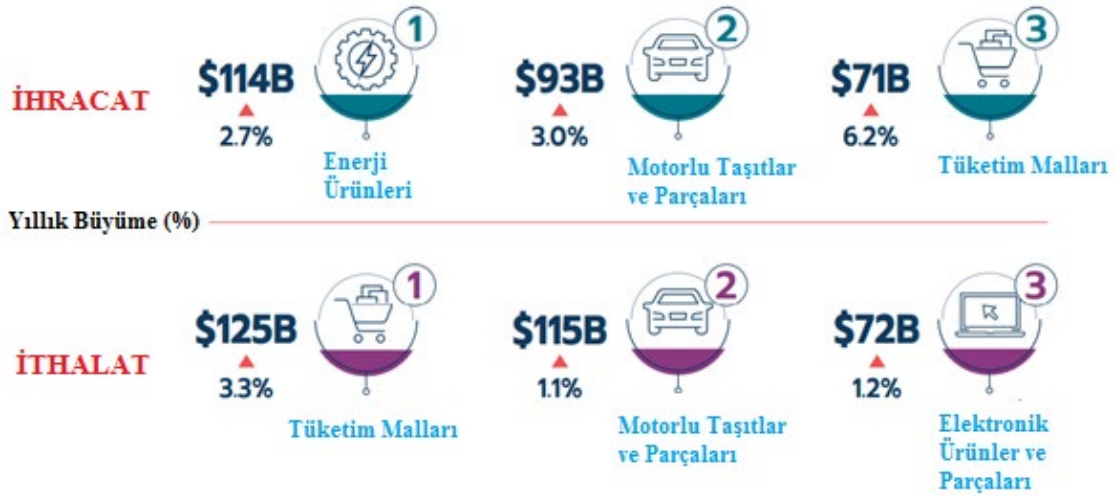 İHRACAT
$114B
2.7%
1
Enerji
Ürünleri
$93B
3.0%
2
Motorlu Taşıtlar
ve Parçaları
$71B
6.2%
3
Tüketim Malları
Yıllık Büyüme (%)
İTHALAT
$125B
3.3%
1
Tüketim Malları
$115B
1.1%
2
Motorlu Taşıtlar
ve Parçaları
$72B
1.2%
3
Elektronik
Ürünler ve
Parçaları